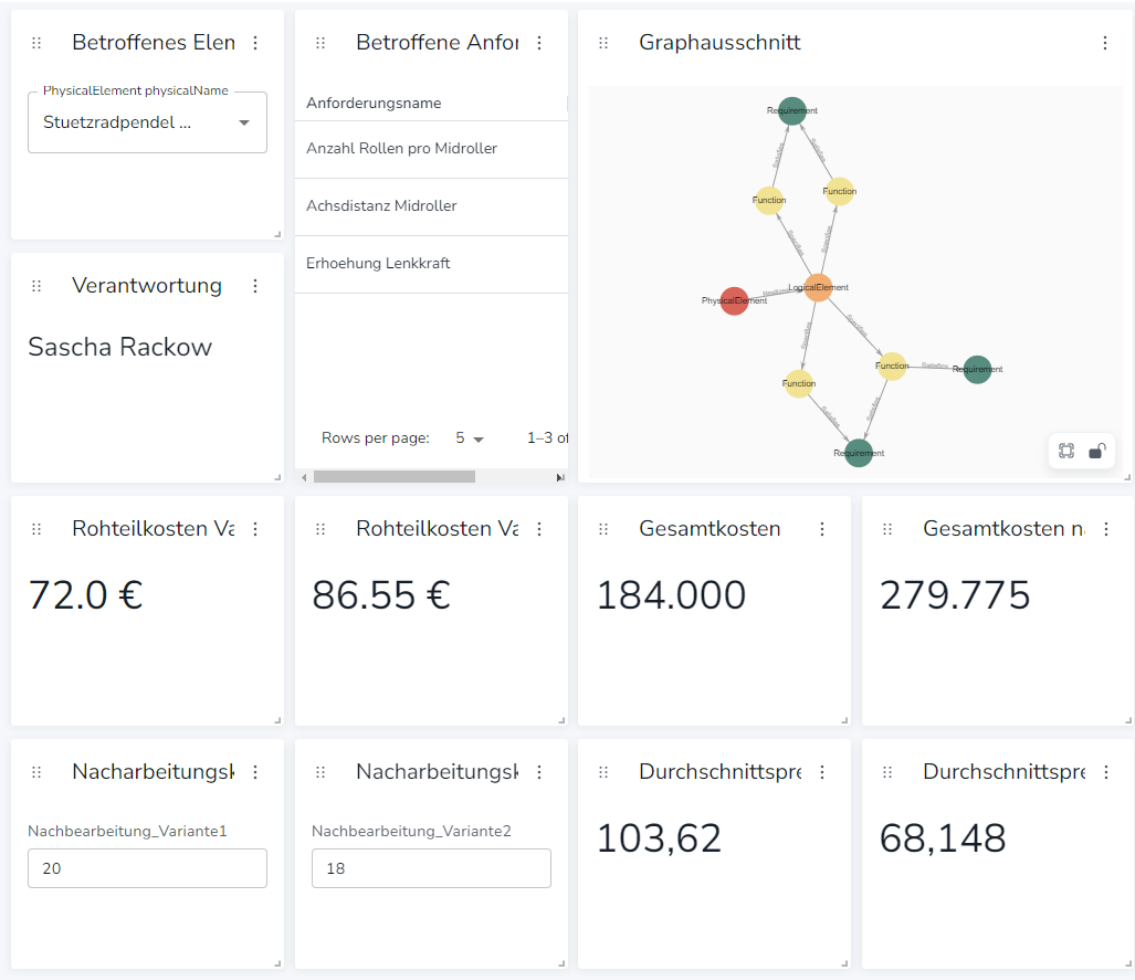 Betroffenes Elen
PhysicalElement physicalName
Stuetzradpendel ...
Betroffene Anfor
Anforderungsname
Anzahl Rollen pro Midroller
Achsdistanz Midroller
Erhoehung Lenkkraft
Rows per page: 5
1–3 of
Graphausschnitt
Requirement
Function
Function
LogicalElement
PhysicalElement
Function
Requirement
Function
Requirement
Verantwortung
Sascha Rackow
Rohteilkosten Va
72.0 €
Rohteilkosten Va
86.55 €
Gesamtkosten
184.000
Gesamtkosten na
279.775
Nacharbeitungsk
Nachbearbeitung_Variante1
20
Nacharbeitungsk
Nachbearbeitung_Variante2
18
Durchschnittspre
103,62
Durchschnittspre
68,148